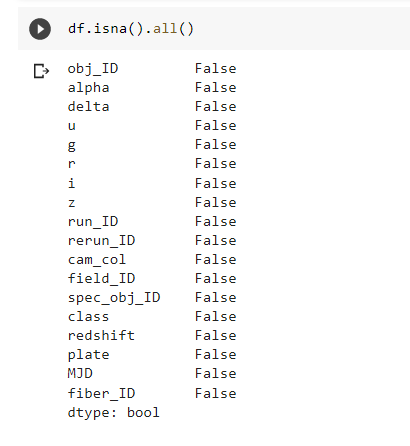 df.isna().all()
obj_ID False
alpha False
delta False
u False
g False
r False
i False
z False
run_ID False
rerun_ID False
cam_col False
field_ID False
spec_obj_ID False
class False
redshift False
plate False
MJD False
fiber_ID False
dtype: bool